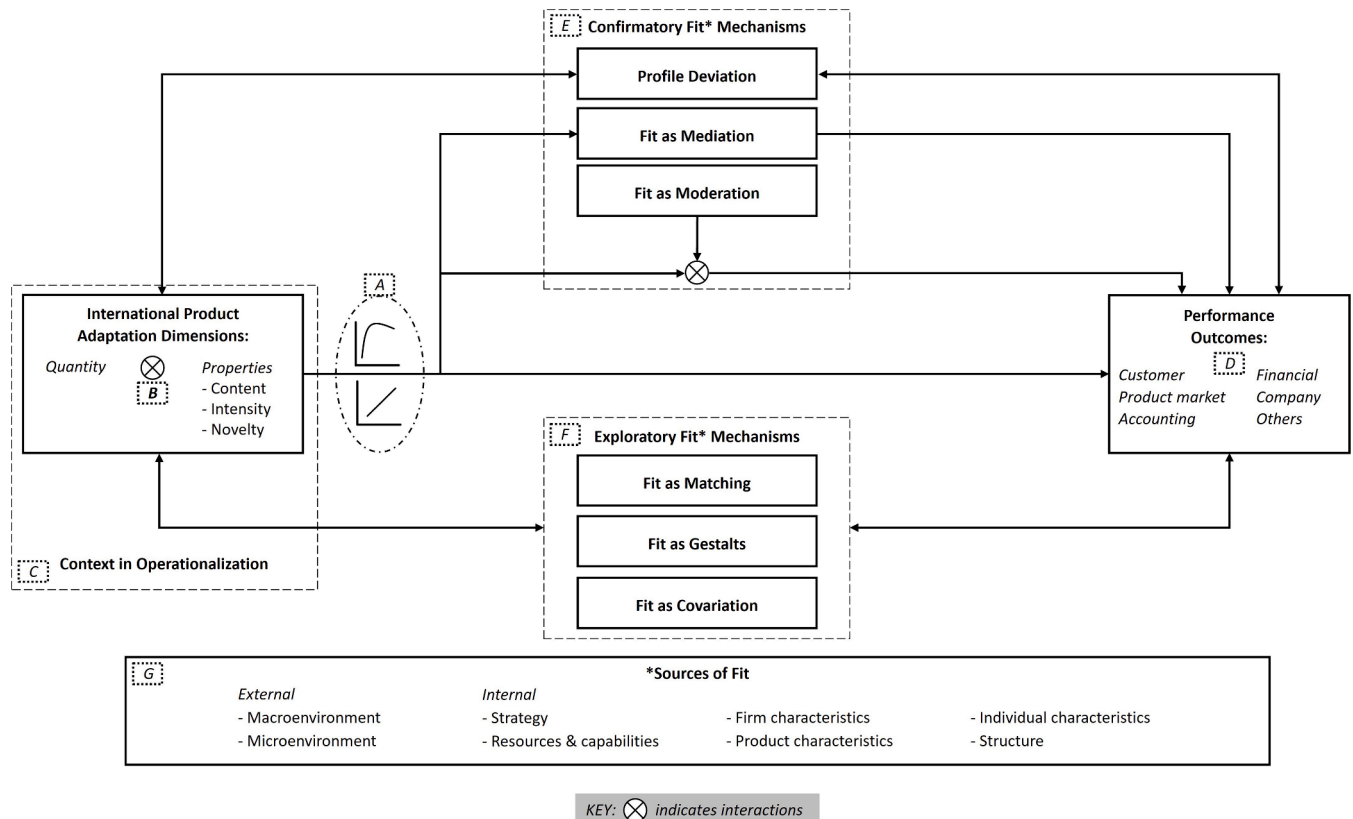 E Confirmatory Fit* Mechanisms
Profile Deviation
Fit as Mediation
Fit as Moderation
A
International Product
Adaptation Dimensions:
Quantity
B
Properties
- Content
- Intensity
- Novelty
C Context in Operationalization
Performance
Outcomes:
D
Customer
Product market
Accounting
Financial
Company
Others
F Exploratory Fit* Mechanisms
Fit as Matching
Fit as Gestalts
Fit as Covariation
G *Sources of Fit
External
- Macroenvironment
- Microenvironment
Internal
- Strategy
- Resources & capabilities
- Firm characteristics
- Product characteristics
- Individual characteristics
- Structure
KEY: indicates interactions